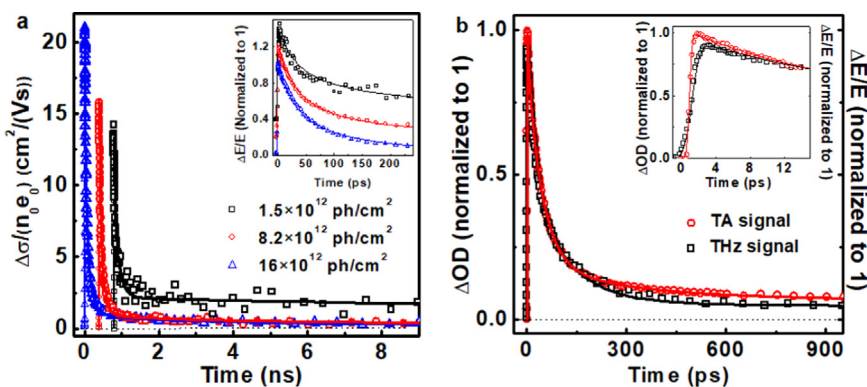 a
Δσ/(n₀e₀) (cm²/(Vs))
20
15
10
5
0
0 2 4 6 8
Time (ns)
ΔE/E (Normalized to 1)
1.2
0.8
0.4
0.0
0 50 100 150 200
Time (ps)
1.5×10¹² ph/cm²
8.2×10¹² ph/cm²
16×10¹² ph/cm²
b
ΔOD (normalized to 1)
1.0
0.5
0.0
0 300 600 900
Time (ps)
ΔE/E (normalized to 1)
ΔOD (normalized to 1)
1.0
0.5
0.0
0 4 8 12
Time (ps)
ΔE/E (normalized to 1)
TA signal
THz signal